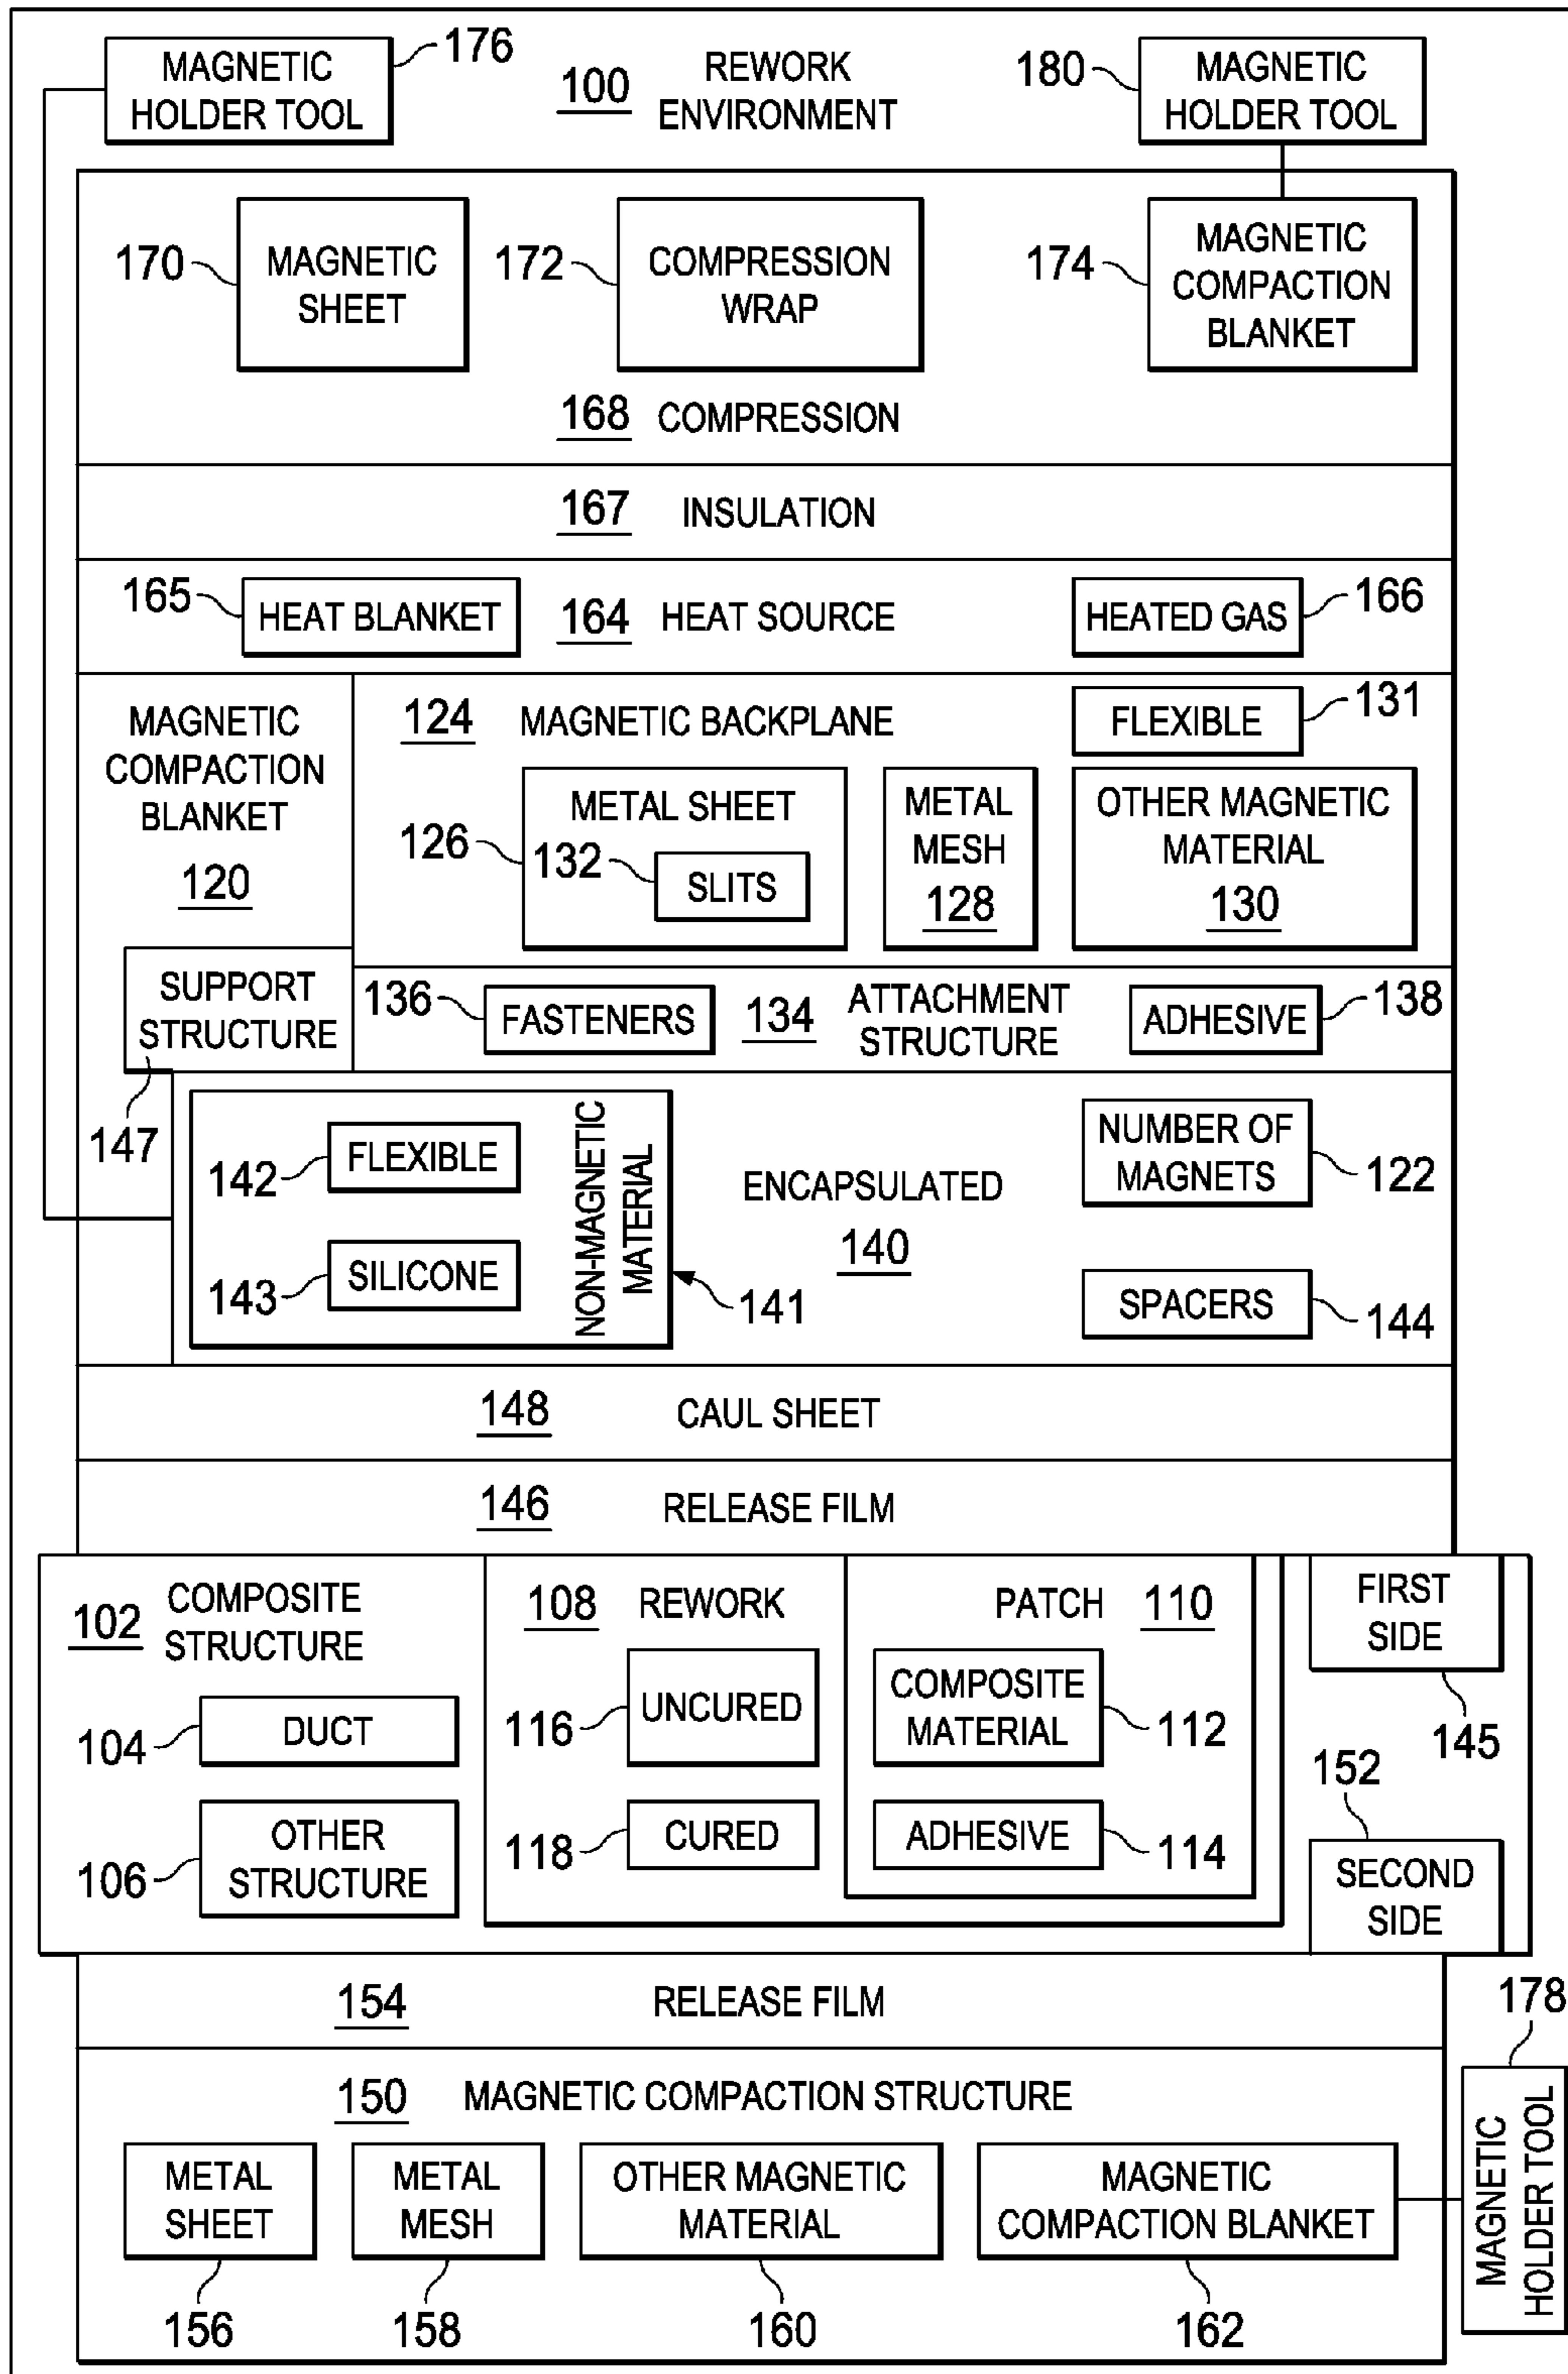 MAGNETIC
HOLDER TOOL
176
100
REWORK
ENVIRONMENT
180
MAGNETIC
HOLDER TOOL
170
MAGNETIC
SHEET
172
COMPRESSION
WRAP
174
MAGNETIC
COMPACTION
BLANKET
168 COMPRESSION
167 INSULATION
165
HEAT BLANKET
164 HEAT SOURCE
HEATED GAS
166
MAGNETIC
COMPACTION
BLANKET
120
124 MAGNETIC BACKPLANE
FLEXIBLE
131
126
METAL SHEET
132
SLITS
METAL
MESH
128
OTHER MAGNETIC
MATERIAL
130
SUPPORT
STRUCTURE
147
136
FASTENERS
134
ATTACHMENT
STRUCTURE
ADHESIVE
138
142
FLEXIBLE
143
SILICONE
NON-MAGNETIC
MATERIAL
141
ENCAPSULATED
140
NUMBER OF
MAGNETS
122
SPACERS
144
148 CAUL SHEET
146 RELEASE FILM
102
COMPOSITE
STRUCTURE
104
DUCT
106
OTHER
STRUCTURE
108 REWORK
116
UNCURED
118
CURED
PATCH 110
COMPOSITE
MATERIAL
112
ADHESIVE
114
FIRST
SIDE
145
152
SECOND
SIDE
154 RELEASE FILM
150 MAGNETIC COMPACTION STRUCTURE
METAL
SHEET
156
METAL
MESH
158
OTHER MAGNETIC
MATERIAL
160
MAGNETIC
COMPACTION BLANKET
162
178
MAGNETIC
HOLDER TOOL